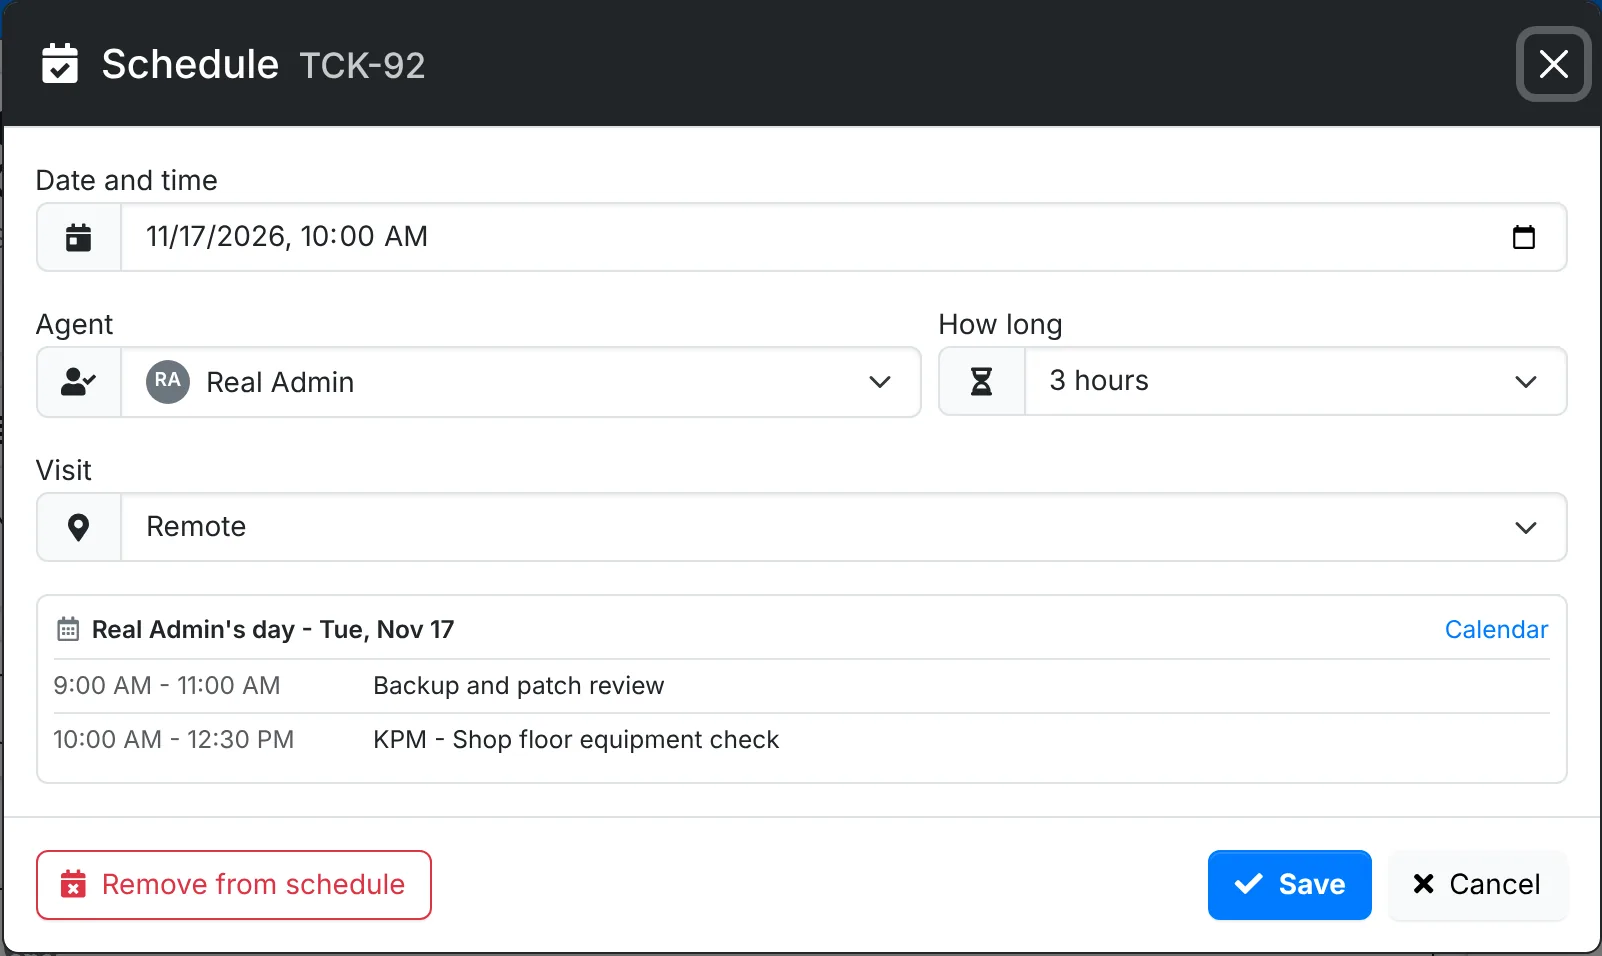 Schedule TCK-92
Date and time
11/17/2026, 10:00 AM
Agent
How long
RA Real Admin
3 hours
Visit
Remote
Real Admin's day - Tue, Nov 17
Calendar
9:00 AM - 11:00 AM Backup and patch review
10:00 AM - 12:30 PM KPM - Shop floor equipment check
Remove from schedule
Save
Cancel